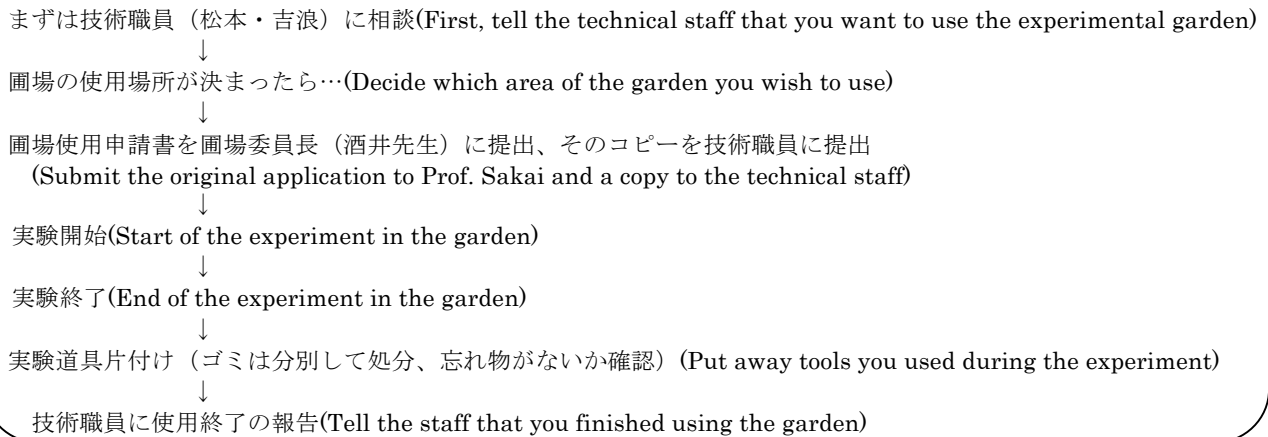 まずは技術職員（松本・吉浪）に相談(First, tell the technical staff that you want to use the experimental garden)
↓
圃場の使用場所が決まったら…(Decide which area of the garden you wish to use)
↓
圃場使用申請書を圃場委員長（酒井先生）に提出、そのコピーを技術職員に提出
(Submit the original application to Prof. Sakai and a copy to the technical staff)
↓
実験開始(Start of the experiment in the garden)
↓
実験終了(End of the experiment in the garden)
↓
実験道具片付け（ゴミは分別して処分、忘れ物がないか確認）(Put away tools you used during the experiment)
↓
技術職員に使用終了の報告(Tell the staff that you finished using the garden)